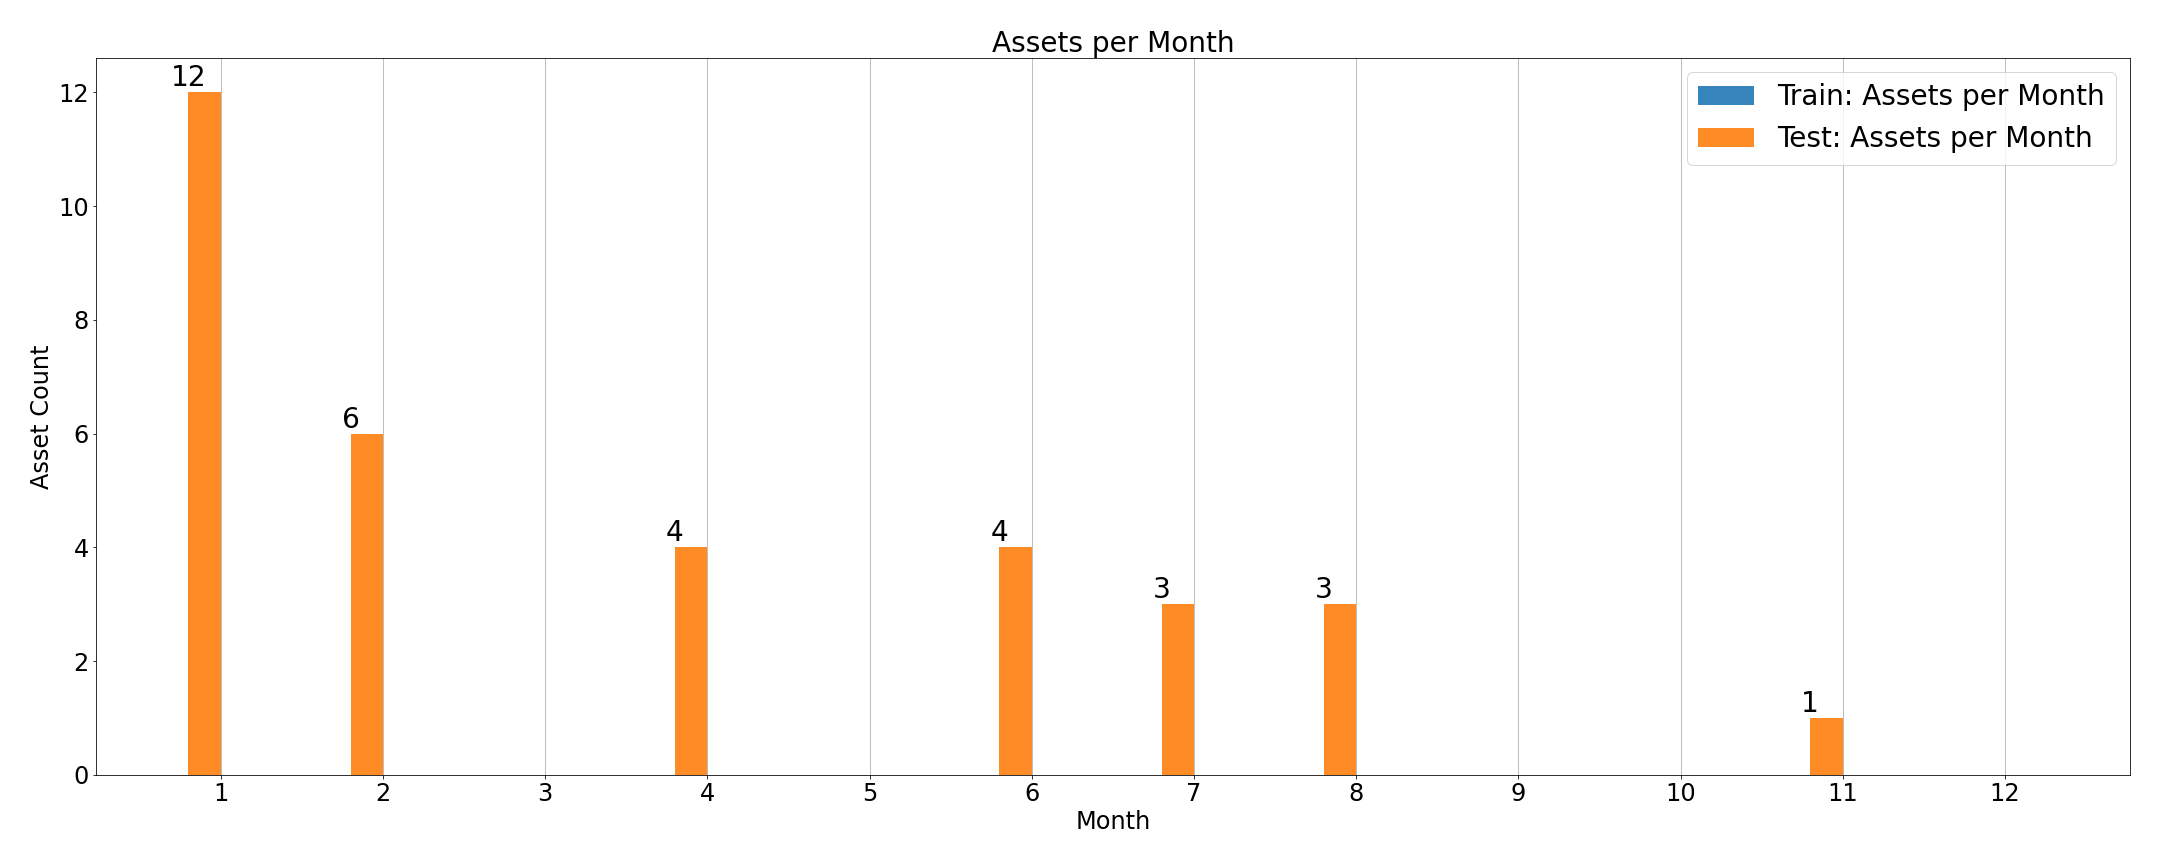 Assets per Month
12
10
8
6
4
2
0
Asset Count
12
6
4
4
3
3
1
Train: Assets per Month
Test: Assets per Month
1 2 3 4 5 6 7 8 9 10 11 12
Month